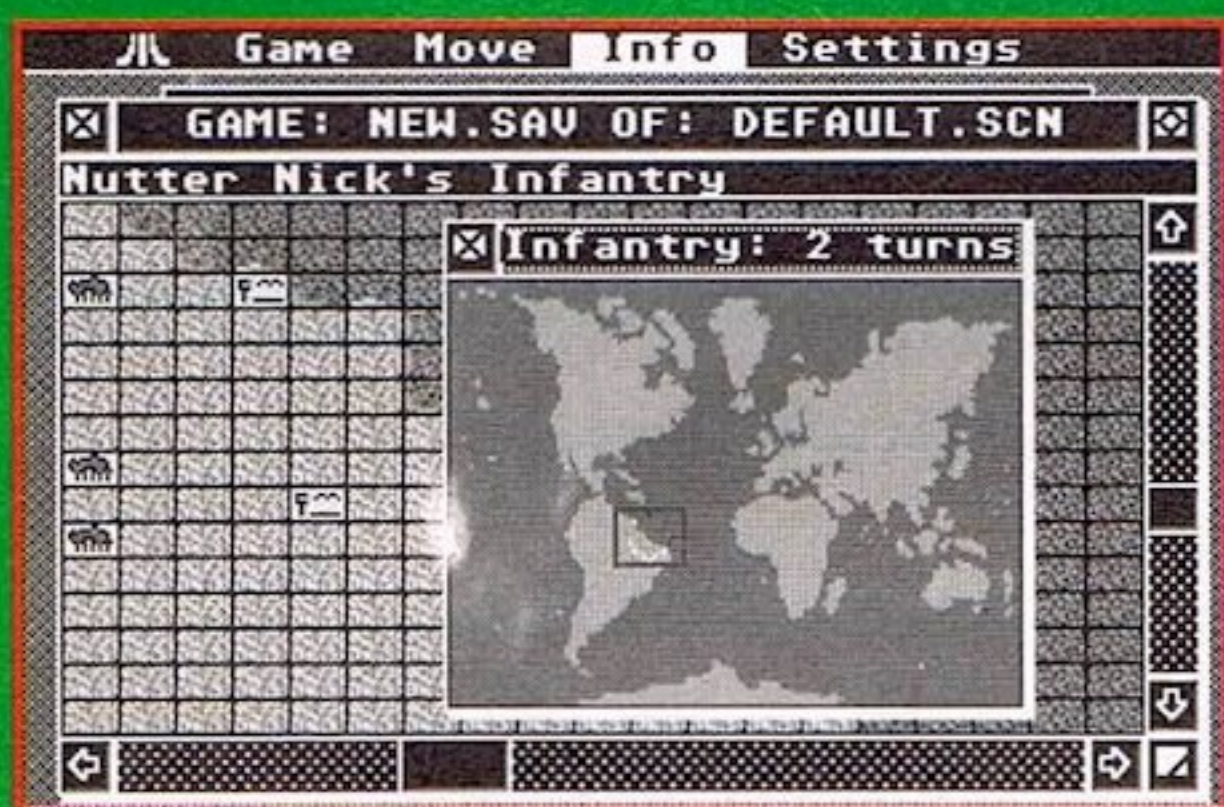 Game Move Info Settings
GAME: NEW.SAV OF: DEFAULT.SCN
Nutter Nick's Infantry
Infantry: 2 turns